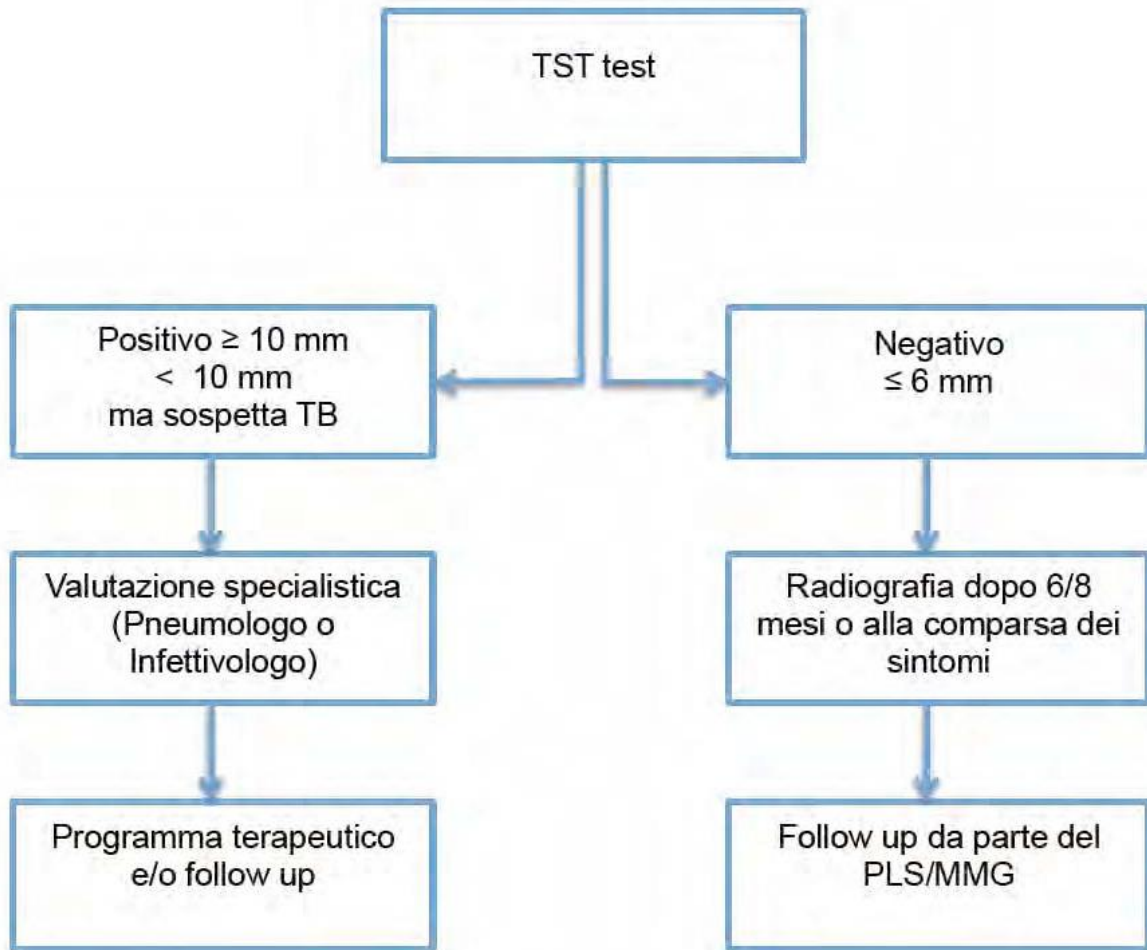 TST test
Positivo ≥ 10 mm
< 10 mm
ma sospetta TB
Negativo
≤ 6 mm
Valutazione specialistica
(Pneumologo o
Infettivologo)
Radiografia dopo 6/8
mesi o alla comparsa dei
sintomi
Programma terapeutico
e/o follow up
Follow up da parte del
PLS/MMG